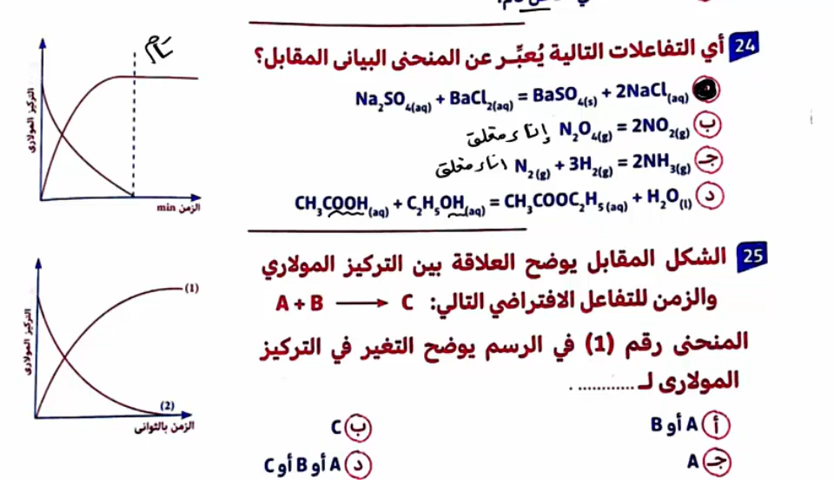 24 أي التفاعلات التالية يُعبِّر عن المنحنى البيانى المقابل؟
Na₂SO₄(aq) + BaCl₂(aq) = BaSO₄(s) + 2NaCl(aq)
ب N₂O₄(g) = 2NO₂(g) إناء مغلق
جـ N₂(g) + 3H₂(g) = 2NH₃(g) اناء مغلق
د CH₃COOH(aq) + C₂H₅OH(aq) = CH₃COOC₂H₅(aq) + H₂O(l)
تام
التركيز المولارى
الزمن min
25 الشكل المقابل يوضح العلاقة بين التركيز المولاري
والزمن للتفاعل الافتراضي التالي: A + B ⟶ C
المنحنى رقم (1) في الرسم يوضح التغير في التركيز
المولارى لـ ............ .
أ A أو B
ب C
جـ A
د A أو B أو C
(1)
(2)
التركيز المولارى
الزمن بالثوانى